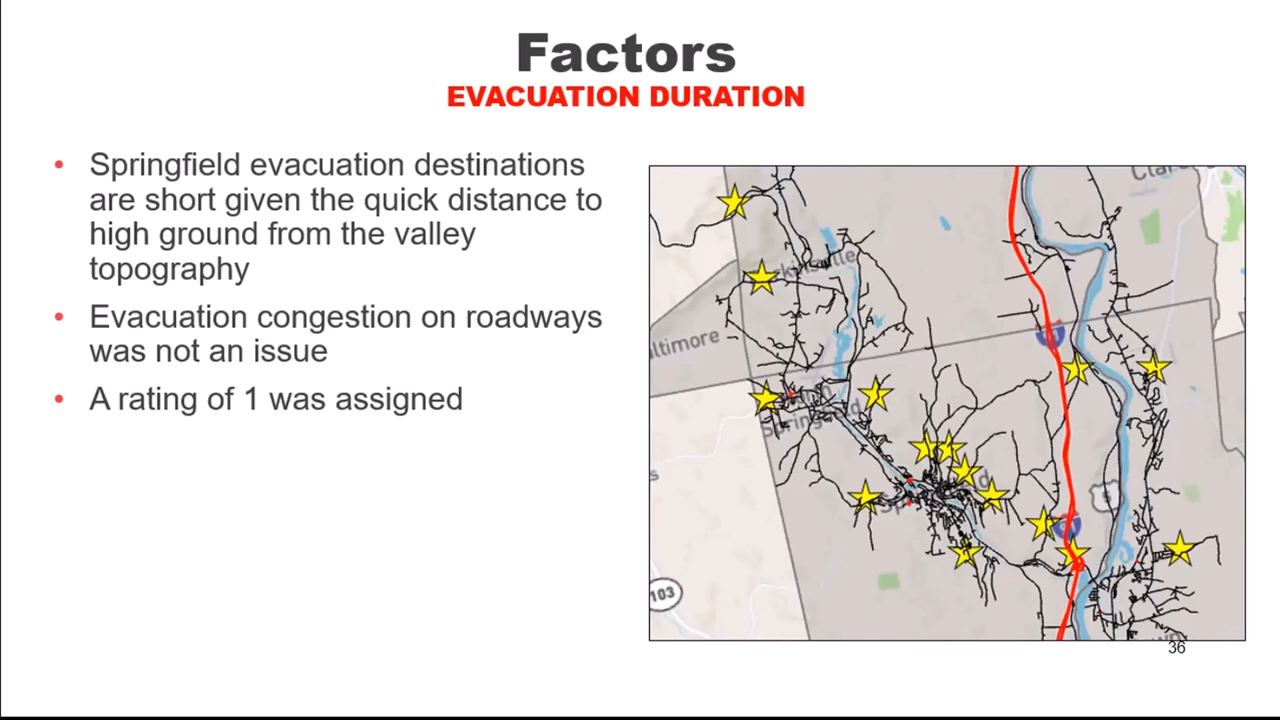 Factors
EVACUATION DURATION
• Springfield evacuation destinations
are short given the quick distance to
high ground from the valley
topography
• Evacuation congestion on roadways
was not an issue
• A rating of 1 was assigned
103
36